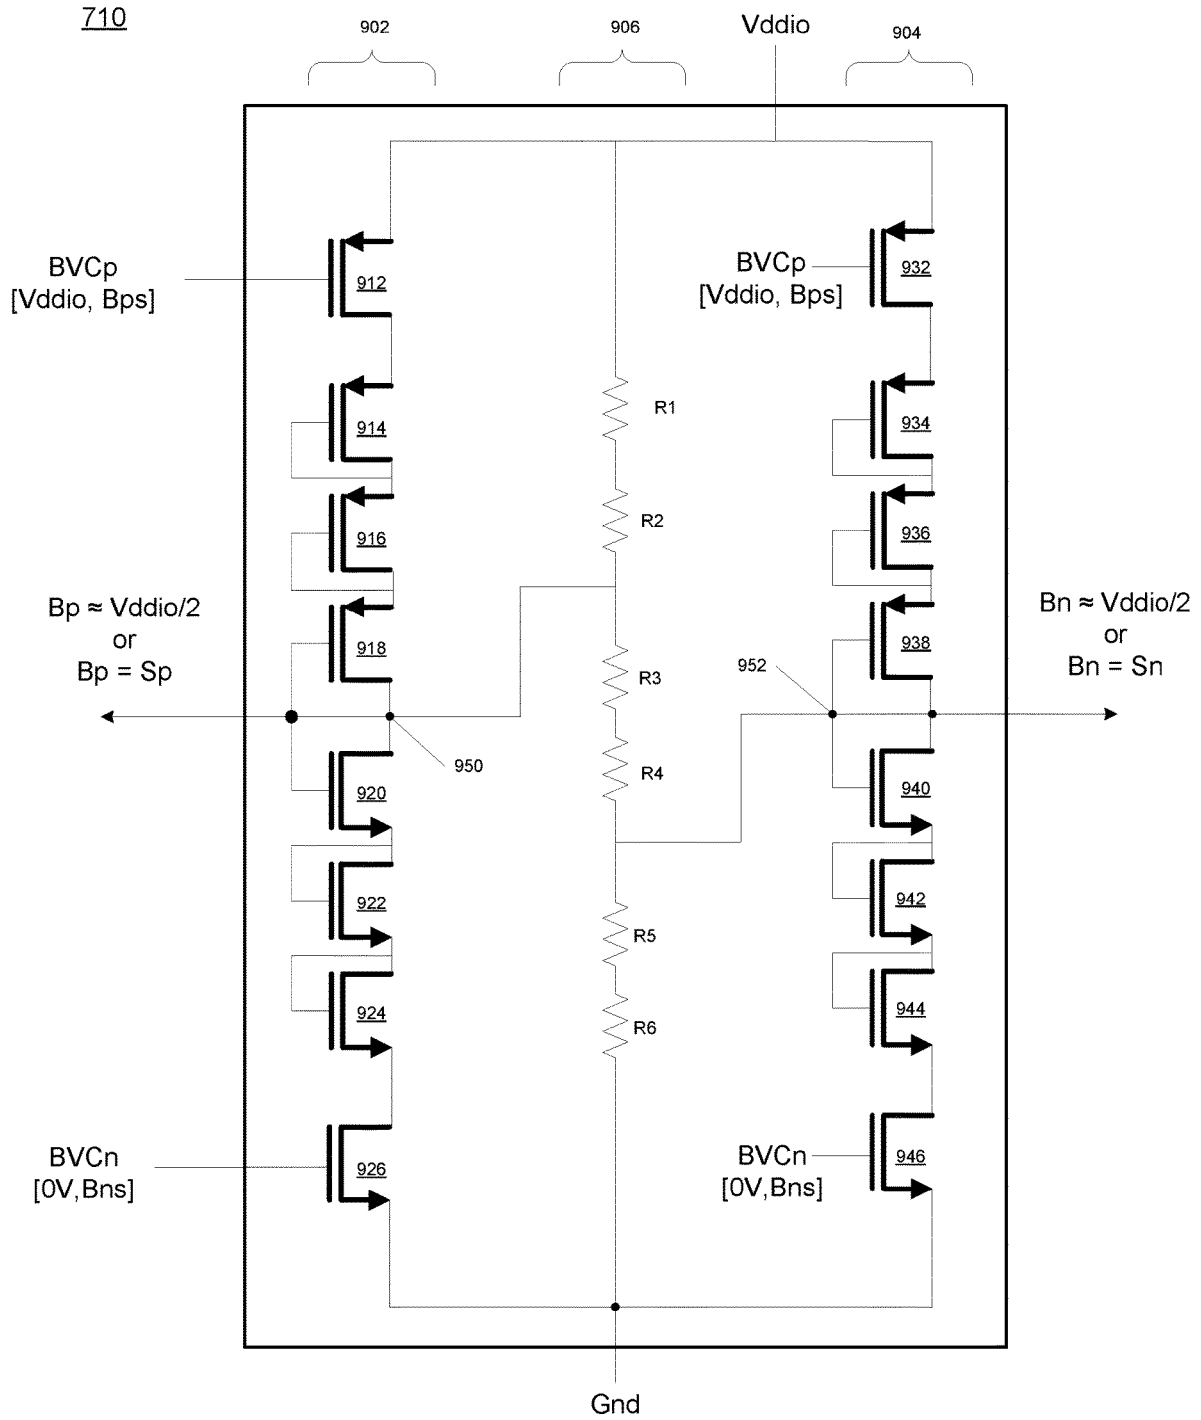 710
902
906
Vddio
904
BVCp
[Vddio, Bps]
912
BVCp
[Vddio, Bps]
932
914
R1
934
916
R2
936
Bp ≈ Vddio/2
or
Bp = Sp
918
R3
938
Bn ≈ Vddio/2
or
Bn = Sn
952
950
920
R4
940
922
R5
942
924
R6
944
BVCn
[0V,Bns]
926
BVCn
[0V,Bns]
946
Gnd